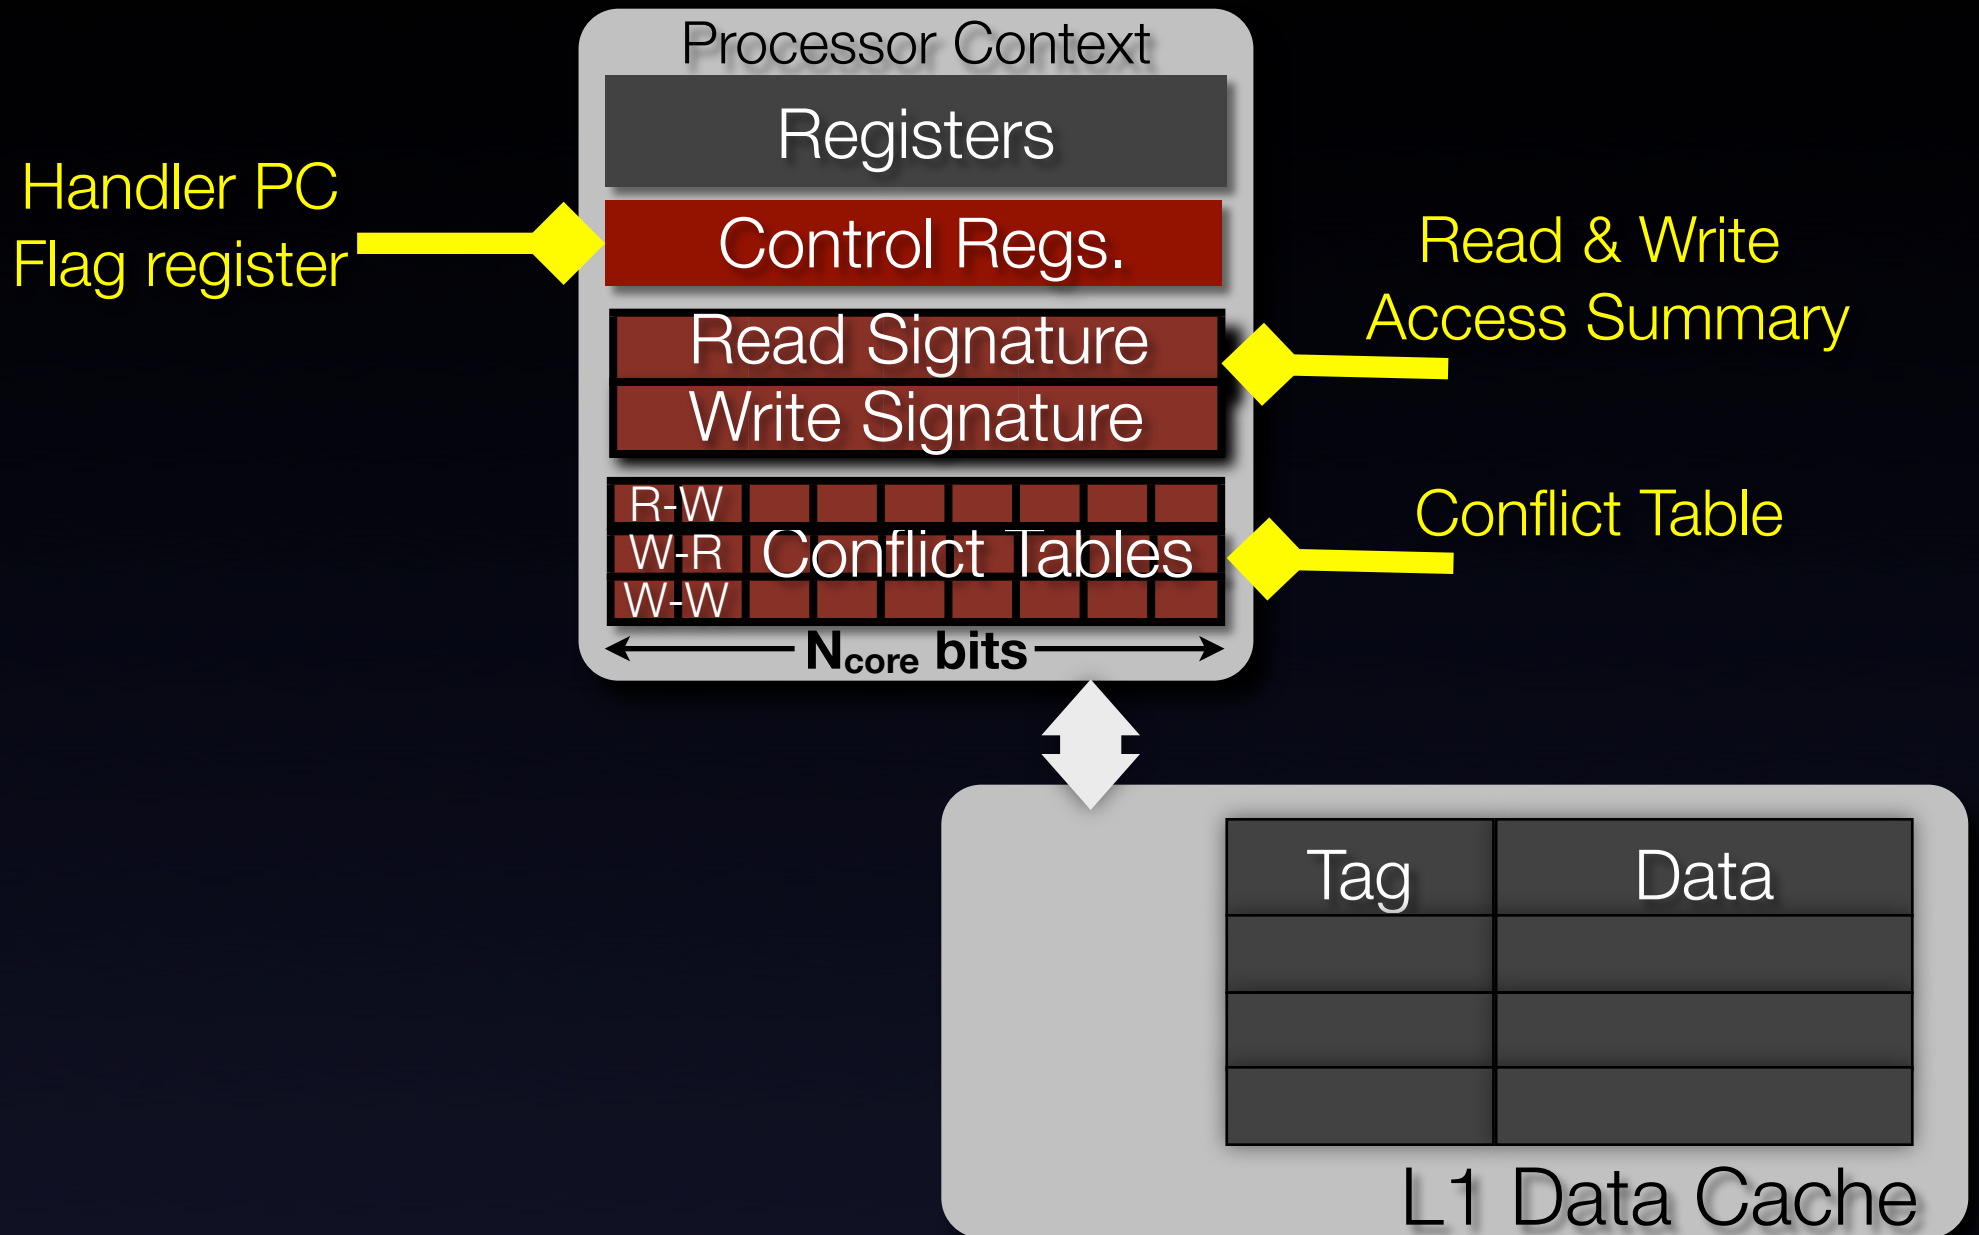 Processor Context
Registers
Handler PC
Flag register
Control Regs.
Read & Write
Access Summary
Read Signature
Write Signature
Conflict Table
R-W
W-R
Conflict Tables
W-W
Ncore bits
Tag
Data
L1 Data Cache